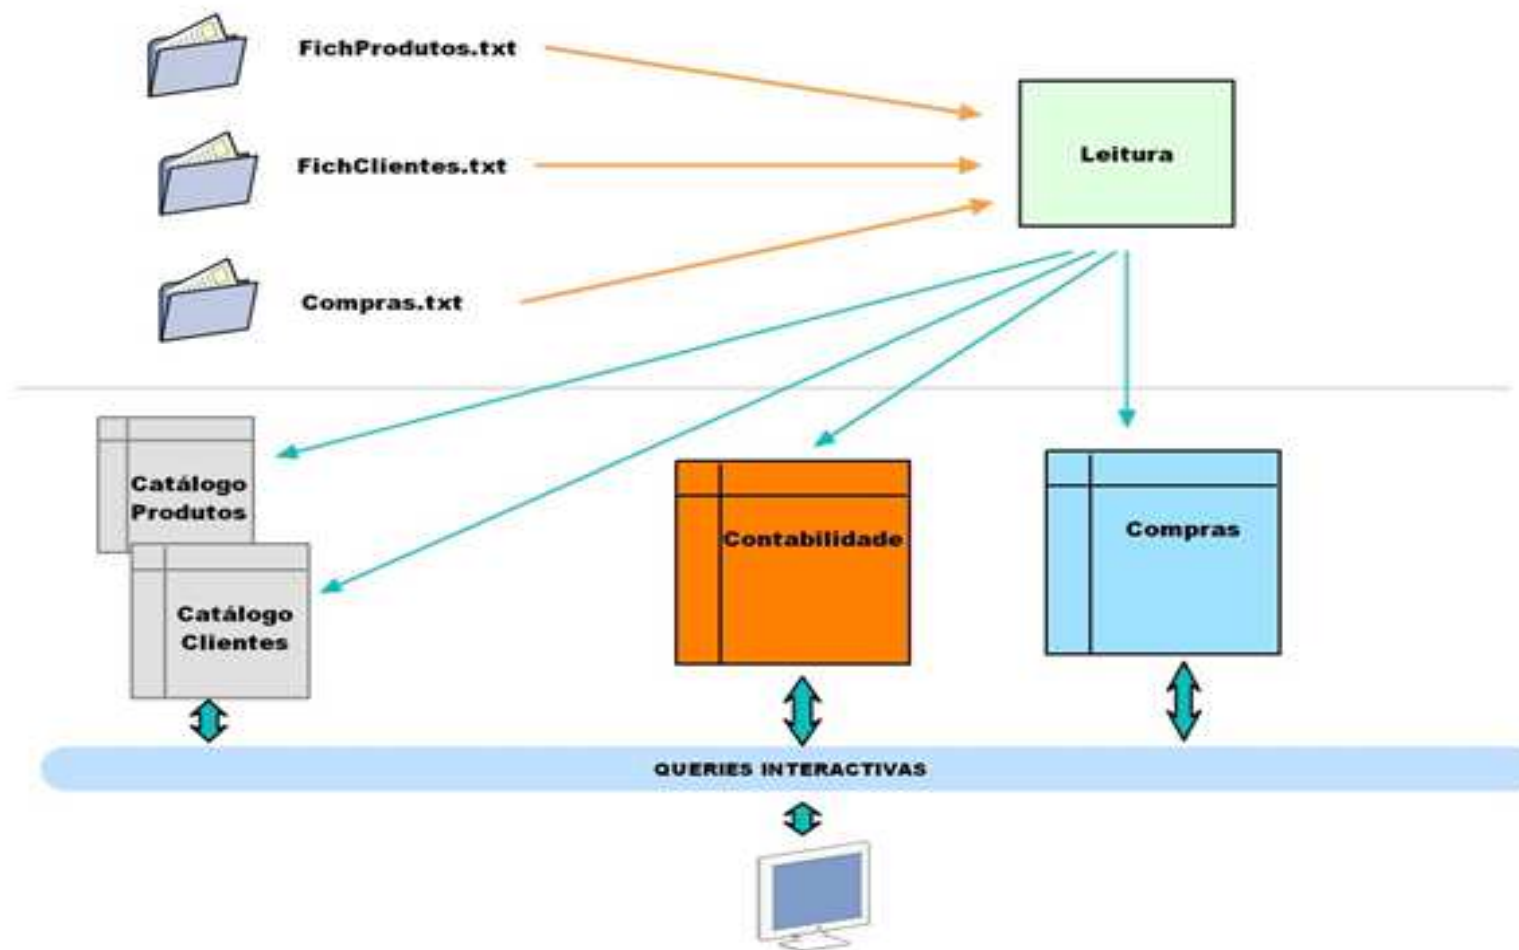 FichProdutos.txt
Leitura
FichClientes.txt
Compras.txt
Catálogo
Produtos
Catálogo
Clientes
Contabilidade
Compras
QUERIES INTERACTIVAS